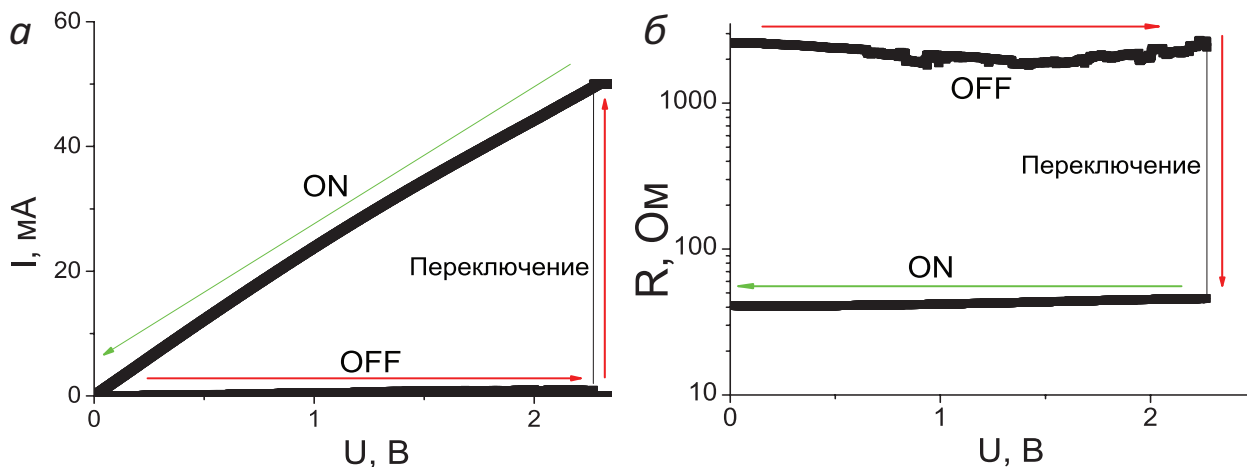 а
60
40
20
0
I, мА
ON
Переключение
OFF
0
1
2
U, В
б
1000
100
10
R, Ом
OFF
Переключение
ON
0
1
2
U, В